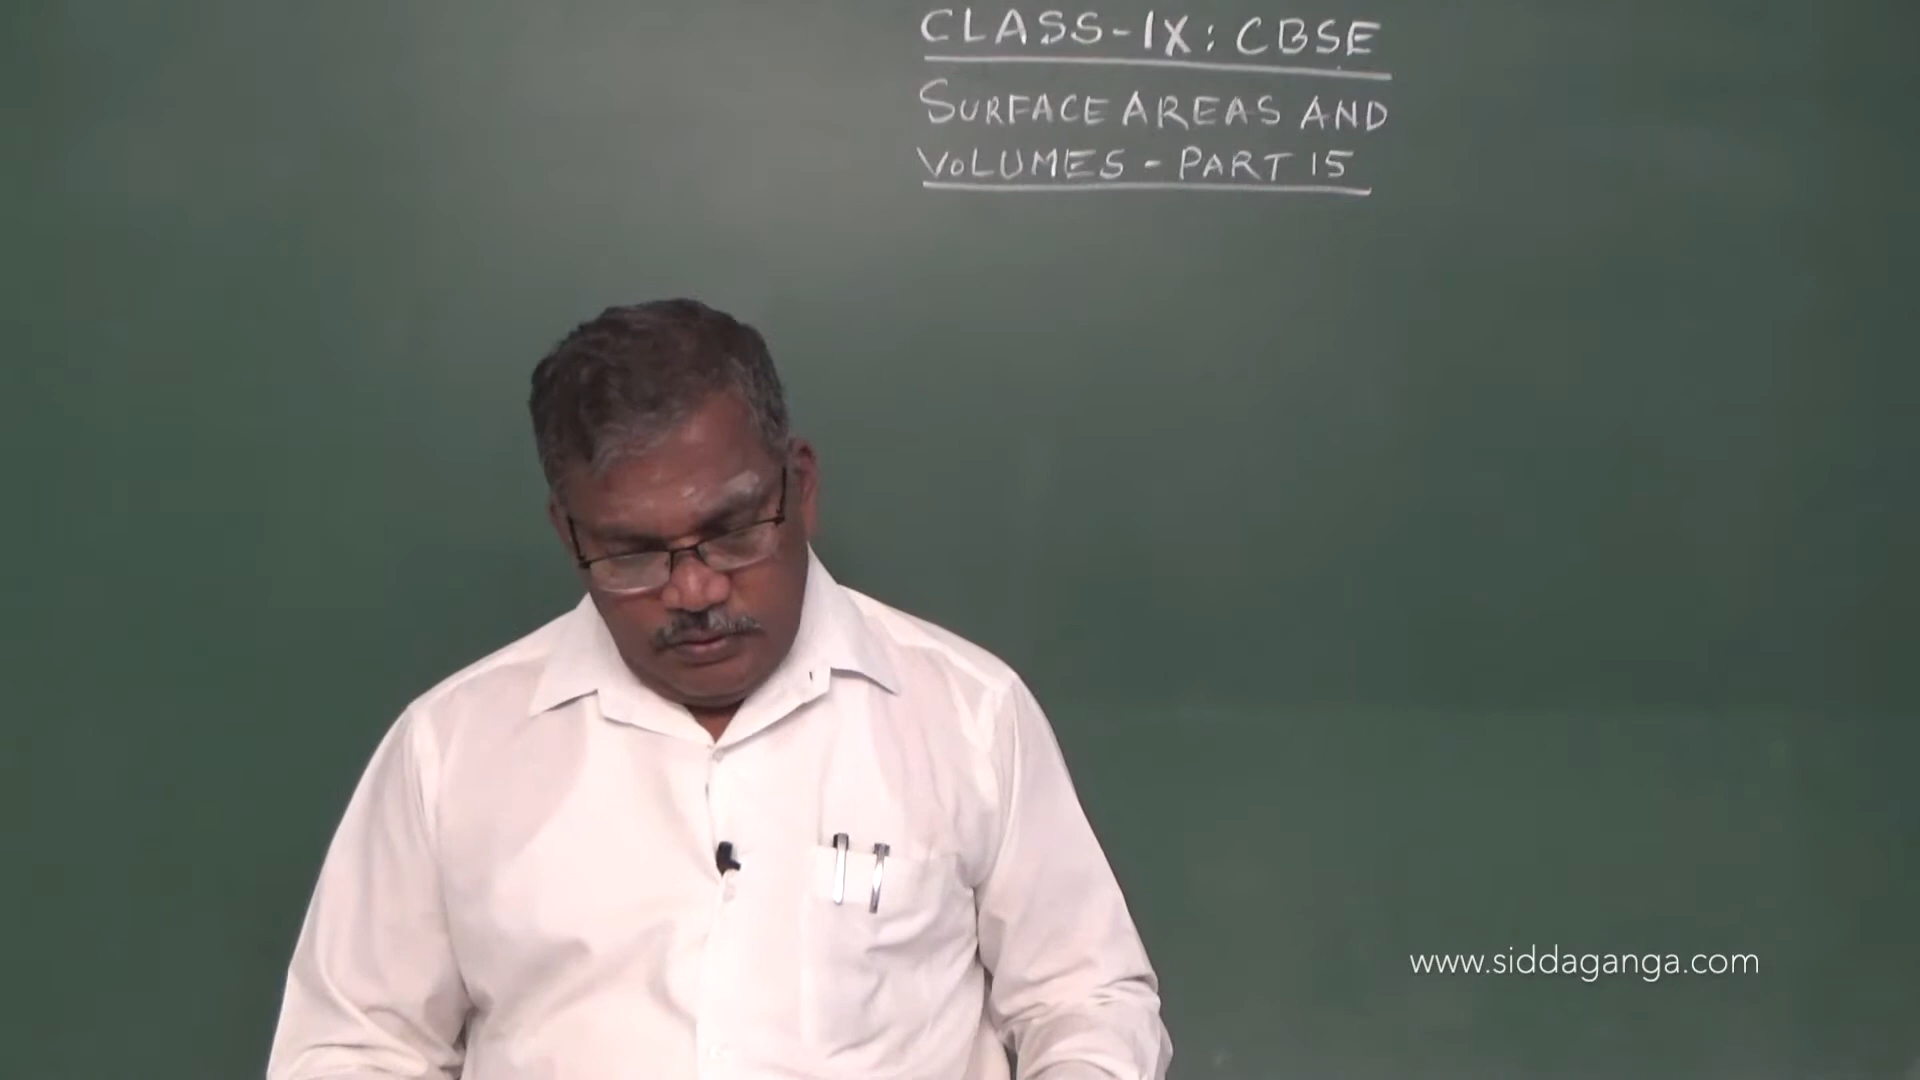 CLASS-IX: CBSE
SURFACE AREAS AND
VOLUMES - PART 15
www.siddaganga.com